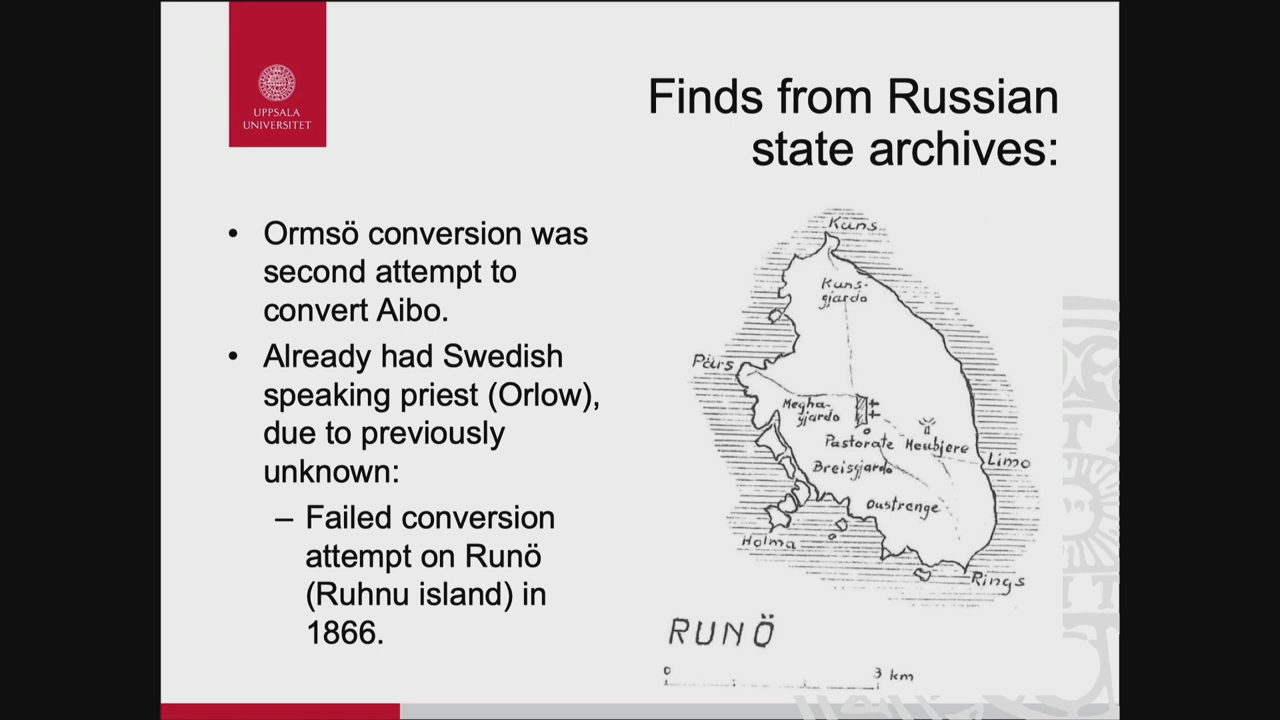 UPPSALA
UNIVERSITET
Finds from Russian
state archives:
• Ormsö conversion was
second attempt to
convert Aibo.
• Already had Swedish
speaking priest (Orlow),
due to previously
unknown:
– Failed conversion
attempt on Runö
(Ruhnu island) in
1866.
Kuns
Kuns-
gjardo
Pärs
Megha-
gjardo
Pastorate
Heubjere
Limo
Breisgjardo
Oustrenge
Holma
Rings
RUNÖ
0 3 km